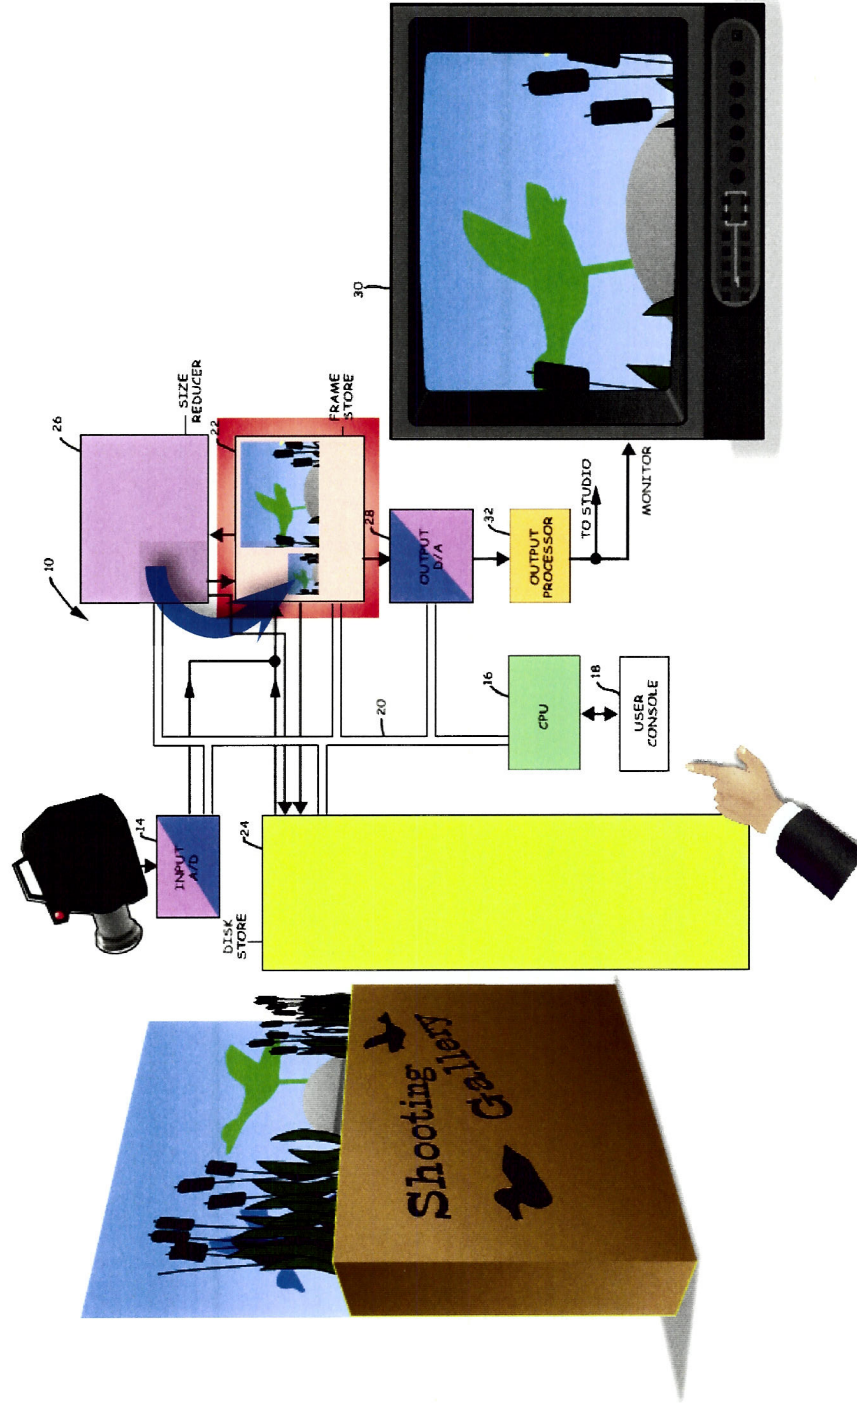 10
26
SIZE
REDUCER
22
FRAME
STORE
30
14
INPUT
A/D
28
OUTPUT
D/A
20
32
OUTPUT
PROCESSOR
TO STUDIO
MONITOR
16
CPU
18
USER
CONSOLE
24
DISK
STORE
Shooting
Gallery